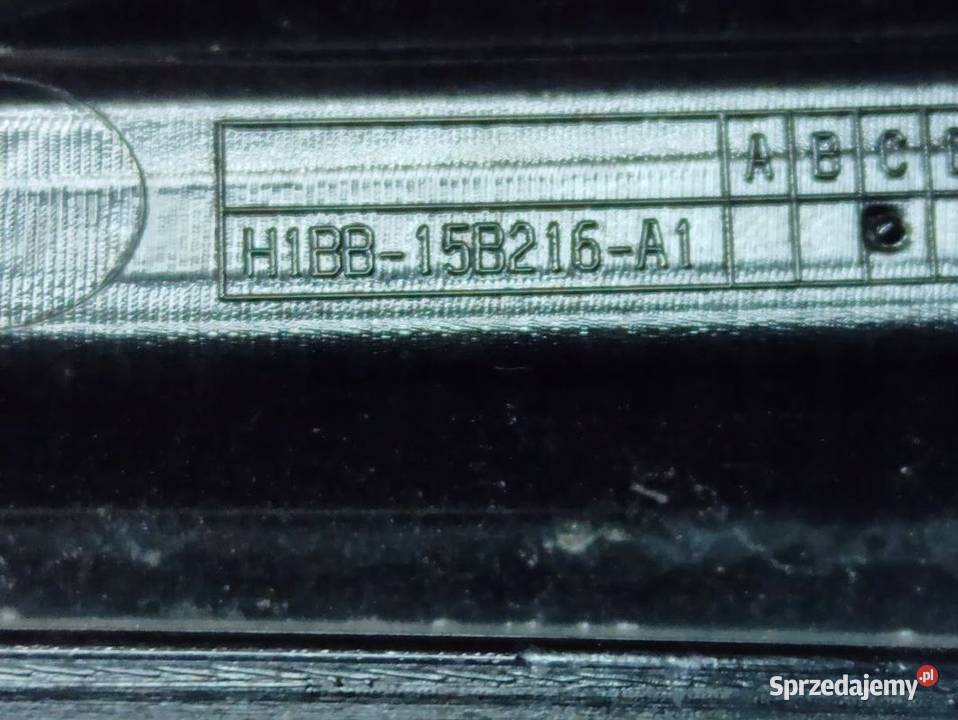 A B C
H1BB-15B216-A1
Sprzedajemy.pl